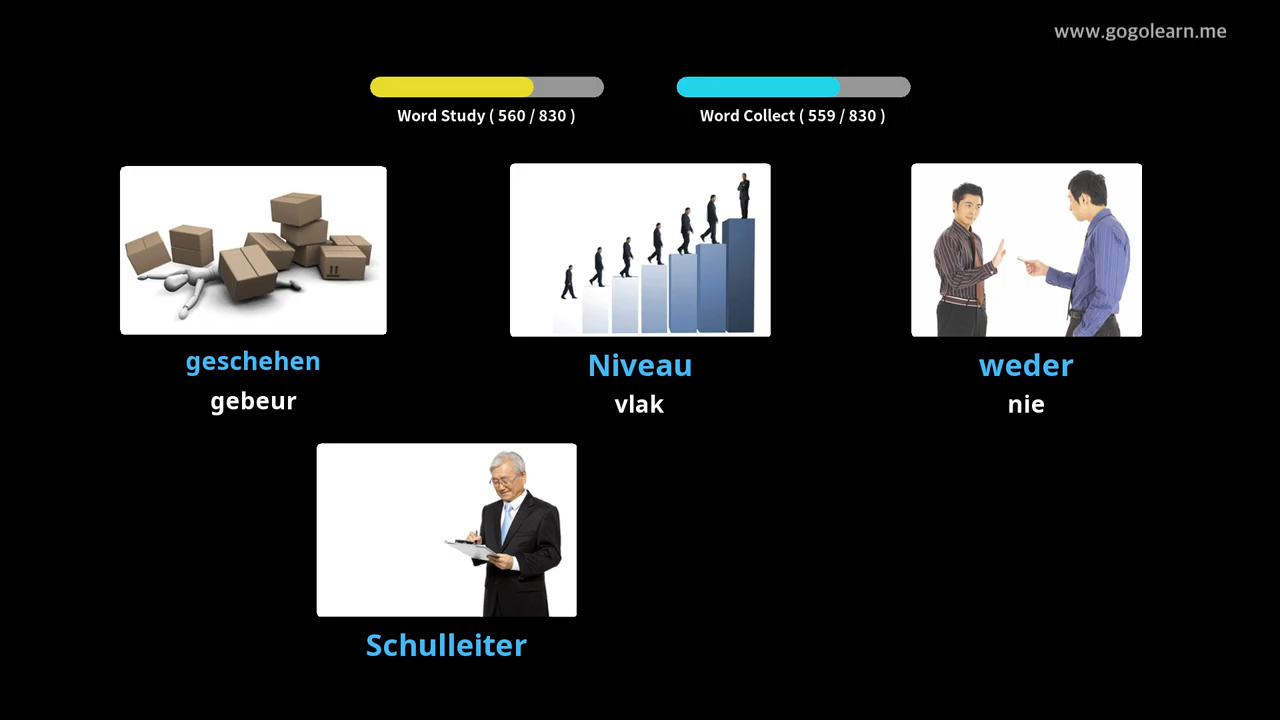 www.gogolearn.me
Word Study ( 560 / 830 )
Word Collect ( 559 / 830 )
geschehen
gebeur
Niveau
vlak
weder
nie
Schulleiter